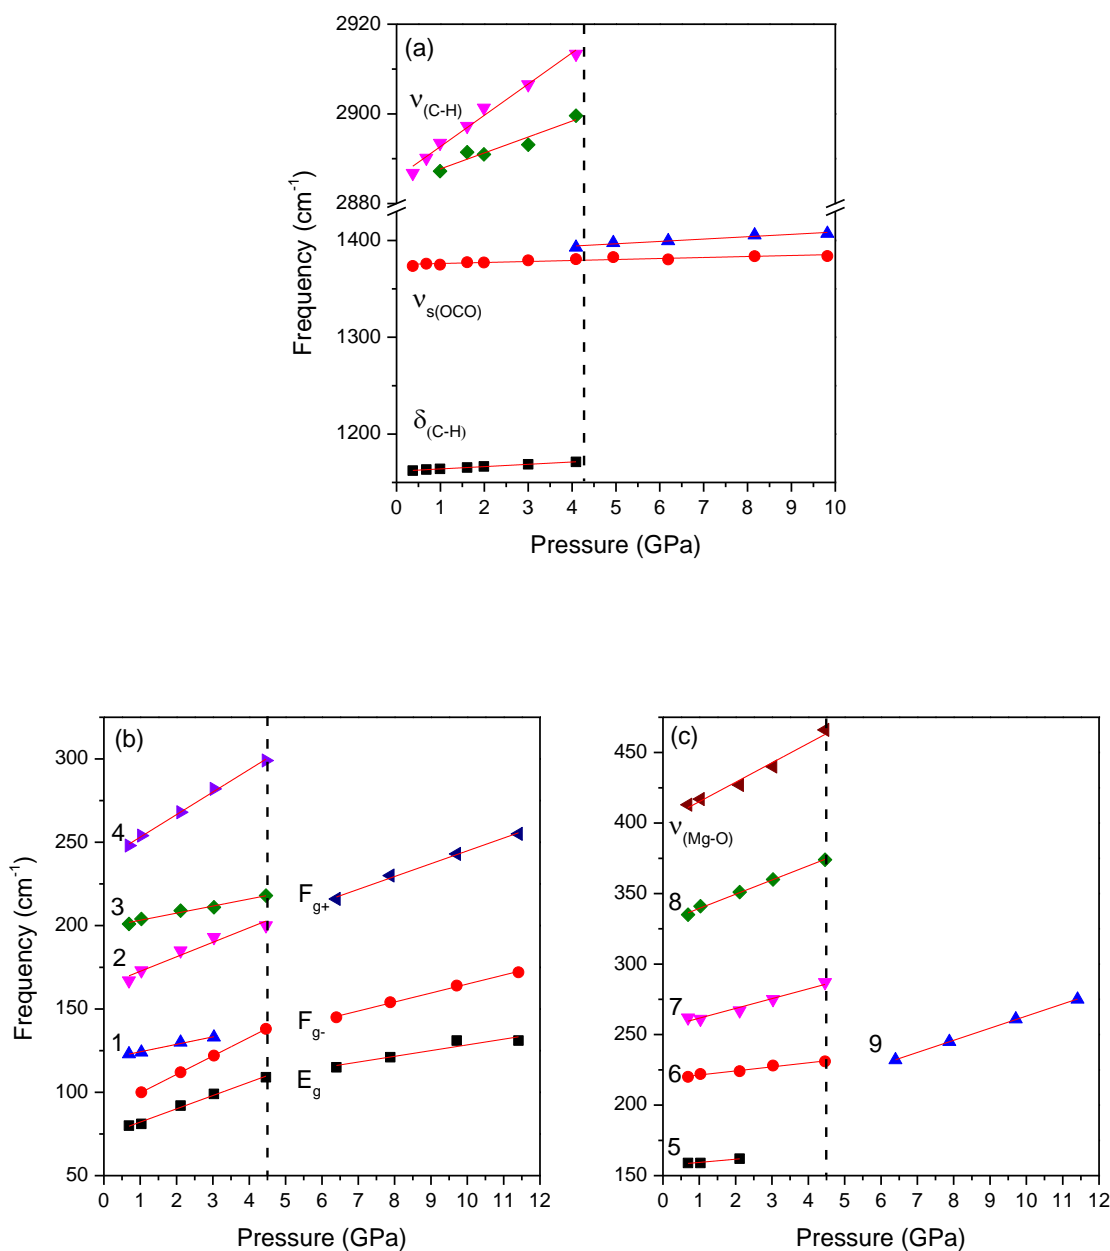 (a)
2920
2900
2880
1400
1300
1200
Frequency (cm⁻¹)
ν(C-H)
νs(OCO)
δ(C-H)
0 1 2 3 4 5 6 7 8 9 10
Pressure (GPa)
(b)
300
250
200
150
100
50
Frequency (cm⁻¹)
4
3
2
1
Fg+
Fg-
Eg
0 1 2 3 4 5 6 7 8 9 10 11 12
Pressure (GPa)
(c)
450
400
350
300
250
200
150
ν(Mg-O)
8
7
6
5
9
0 1 2 3 4 5 6 7 8 9 10 11 12
Pressure (GPa)